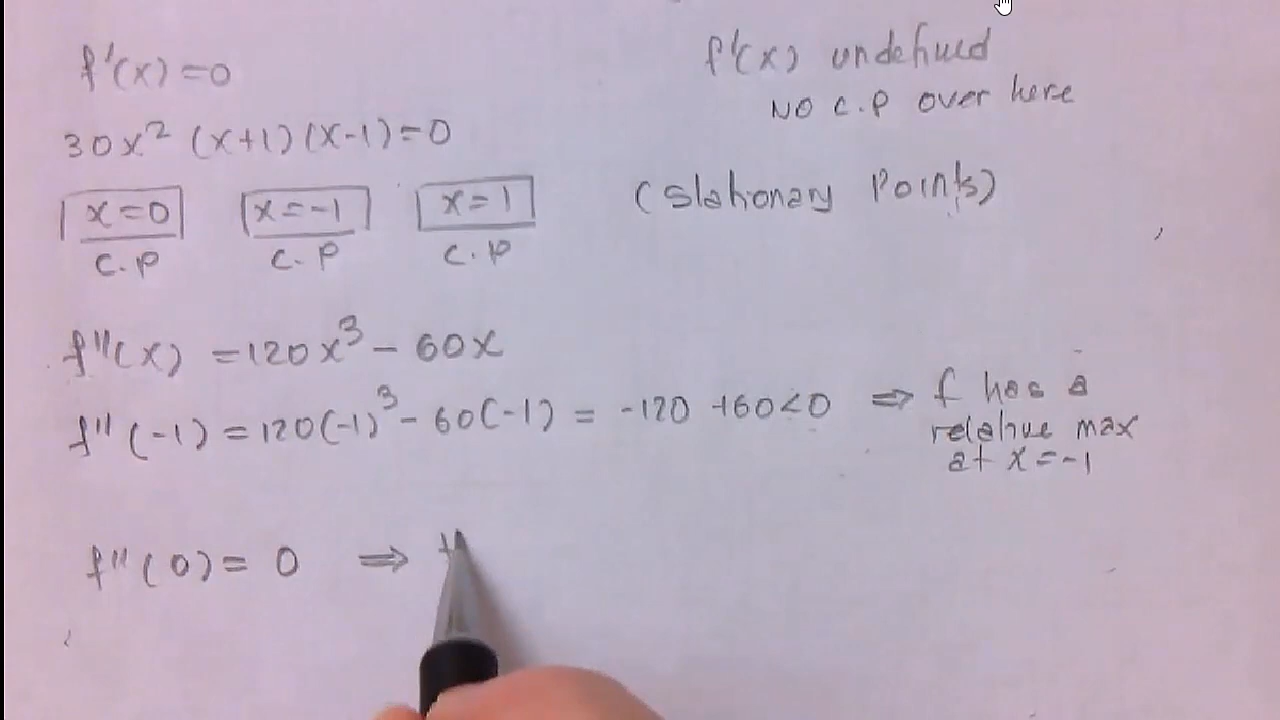 f'(x) = 0
f'(x) undefined
NO C.P over here
30x² (x+1)(x-1) = 0
x=0 x=-1 x=1
C.P C.P C.P
(Stationary Points)
f''(x) = 120x³ - 60x
f''(-1) = 120(-1)³ - 60(-1) = -120 +60 < 0 ⇒ f has a
relative max
at x = -1
f''(0) = 0 ⇒